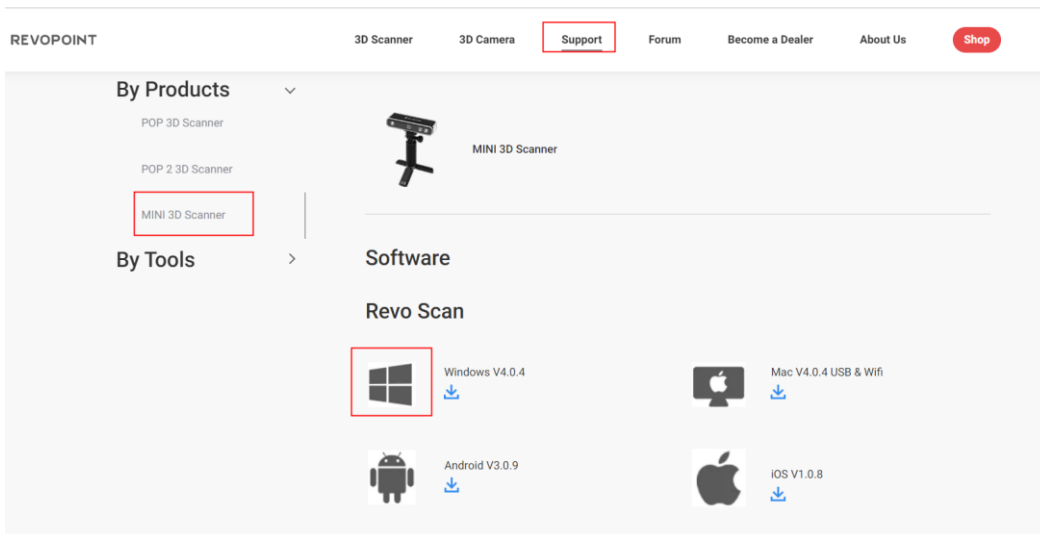 REVOPOINT
3D Scanner
3D Camera
Support
Forum
Become a Dealer
About Us
Shop
By Products
POP 3D Scanner
POP 2 3D Scanner
MINI 3D Scanner
By Tools
MINI 3D Scanner
Software
Revo Scan
Windows V4.0.4
Mac V4.0.4 USB & Wifi
Android V3.0.9
iOS V1.0.8